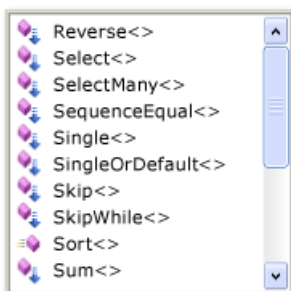 Reverse<>
Select<>
SelectMany<>
SequenceEqual<>
Single<>
SingleOrDefault<>
Skip<>
SkipWhile<>
Sort<>
Sum<>